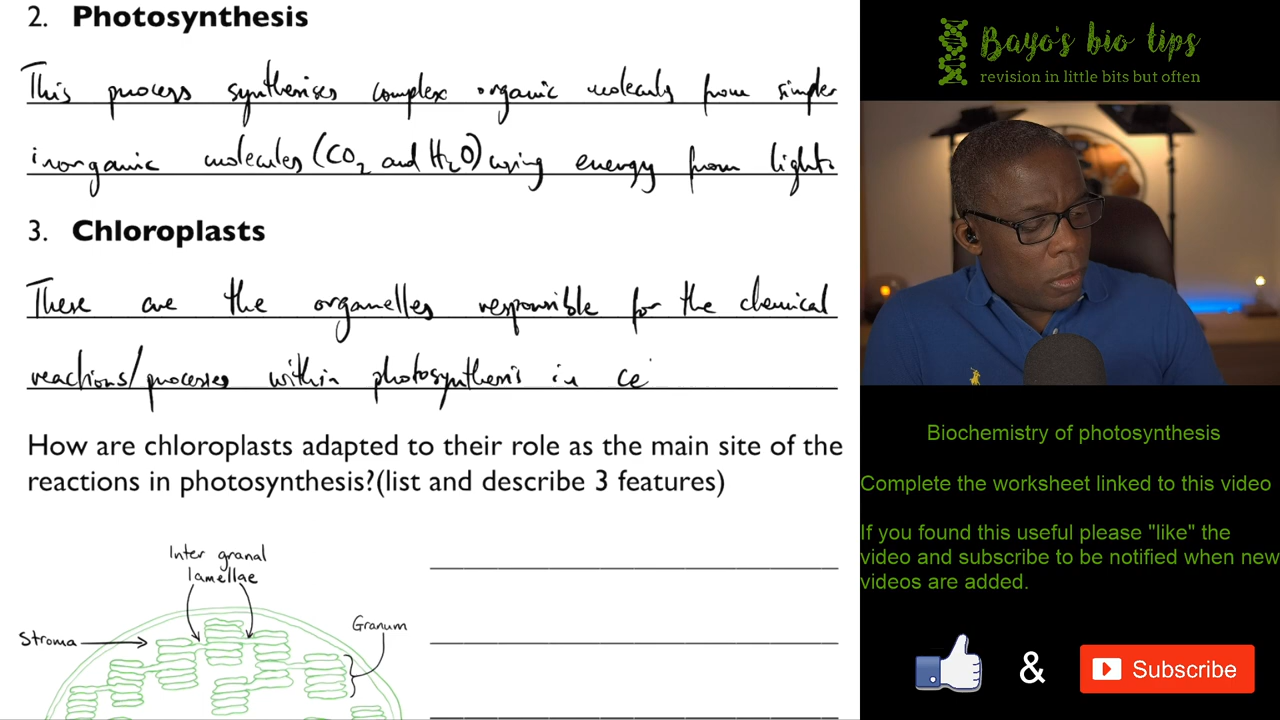 2. Photosynthesis
This process synthesises complex organic molecules from simpler
inorganic molecules (CO2 and H2O) using energy from light.
3. Chloroplasts
These are the organelles responsible for the chemical
reactions/processes within photosynthesis in ce
How are chloroplasts adapted to their role as the main site of the
reactions in photosynthesis?(list and describe 3 features)
Inter granal
lamellae
Stroma
Granum
Bayo's bio tips
revision in little bits but often
Biochemistry of photosynthesis
Complete the worksheet linked to this video
If you found this useful please "like" the
video and subscribe to be notified when new
videos are added.
&
Subscribe